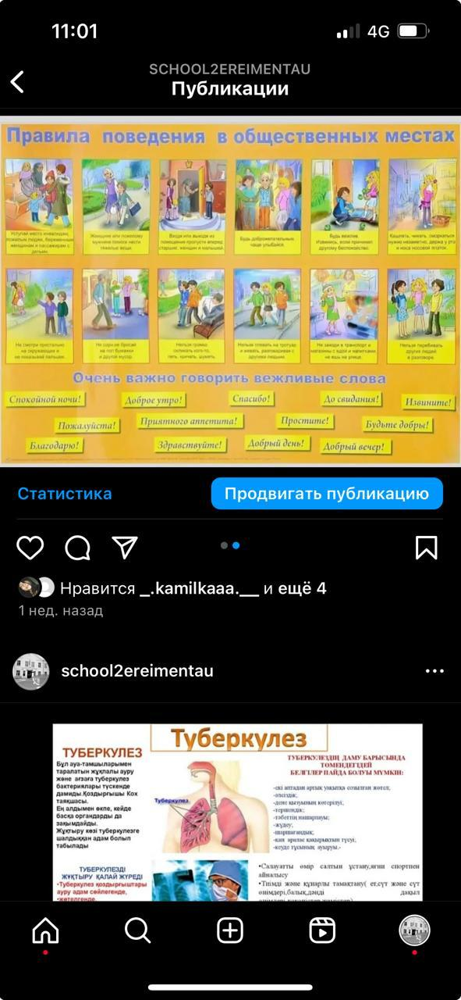 11:01
4G
SCHOOL2EREIMENTAU
Публикации
Правила поведения в общественных местах
Уступай место инвалидам,
пожилым людям, беременным
женщинам и пассажирам с
детьми.
Женщине или пожилому
мужчине помоги нести
тяжелые вещи.
Входя или выходя из
помещения пропусти вперед
старших, женщин и малышей.
Будь доброжелательным,
чаще улыбайся.
Будь вежлив.
Извинись, если причинил
другому беспокойство.
Кашлять, чихать, сморкаться
нужно незаметно, держа у рта
и носа носовой платок.
Не смотри пристально
на окружающих и
не показывай пальцем.
Не сори, не бросай
на пол бумажки
и другой мусор.
Нельзя громко
окликать кого-то,
петь, кричать, шуметь.
Нельзя плевать на тротуар
и жевать, разговаривая с
другими людьми.
Не заходи в транспорт и
магазины с едой и напитками,
не ешь на улице.
Нельзя перебивать
других людей
в разговоре.
Очень важно говорить вежливые слова
Спокойной ночи!
Доброе утро!
Спасибо!
До свидания!
Извините!
Пожалуйста!
Приятного аппетита!
Простите!
Будьте добры!
Благодарю!
Здравствуйте!
Добрый день!
Добрый вечер!
Статистика
Продвигать публикацию
Нравится _.kamilkaaa.__ и ещё 4
1 нед. назад
school2ereimentau
Туберкулез
ТУБЕРКУЛЕЗ
Бұл ауа-тамшыларымен
таралатын жұқпалы ауру
және ағзаға туберкулез
бактериялары түскенде
дамиды.Қоздырғышы Кох
таяқшасы.
Ең алдымен өкпе, кейде
басқа органдарды да
зақымдайды.
Жұқтыру көзі туберкулезге
шалдыққан адам болып
табылады
Туберкулез
ТУБЕРКУЛЕЗДІҢ ДАМУ БАРЫСЫНДА
ТӨМЕНДЕГІДЕЙ
БЕЛГІЛЕР ПАЙДА БОЛУЫ МҮМКІН:
-екі аптадан артық уақытқа созылған жөтел;
-әлсіздік;
-дене қызуының көтерілуі;
-тершеңдік;
-тәбеттің нашарлауы;
-жүдеу;
-шаршағандық;
-қан аралас қақырықтың түсуі;
-кеуде тұсының ауыруы.-
ТУБЕРКУЛЕЗДІ
ЖҰҚТЫРУ ҚАЛАЙ ЖҮРЕДІ
•Туберкулез қоздырғыштары
ауру адам сөйлегенде,
•жөтелгенде,
•Салауатты өмір салтын ұстану,яғни спортпен
айналысу
•Тиімді және құнарлы тамақтану( ет,сүт және сүт
өнімдері,балық,дәнді дақыл